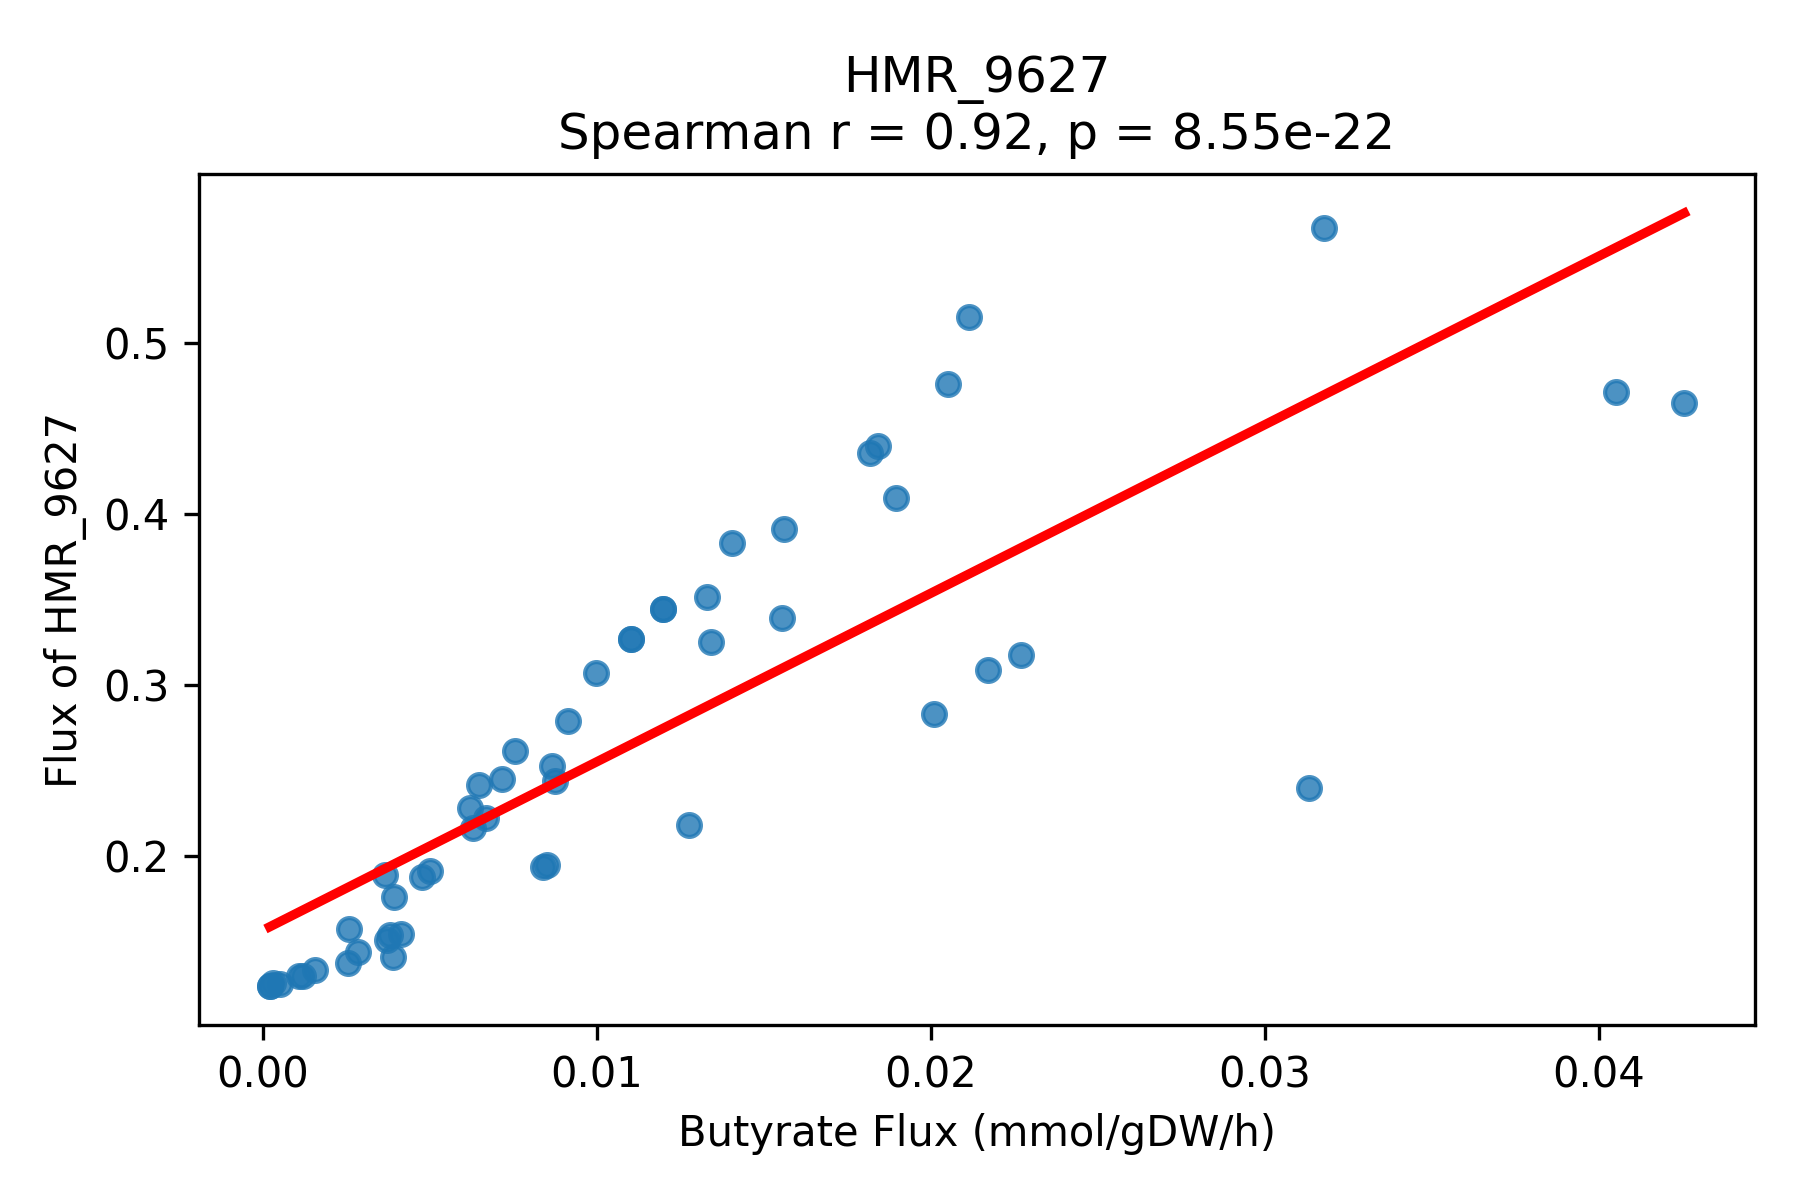 HMR_9627
Spearman r = 0.92, p = 8.55e-22
Flux of HMR_9627
0.5
0.4
0.3
0.2
0.00 0.01 0.02 0.03 0.04
Butyrate Flux (mmol/gDW/h)